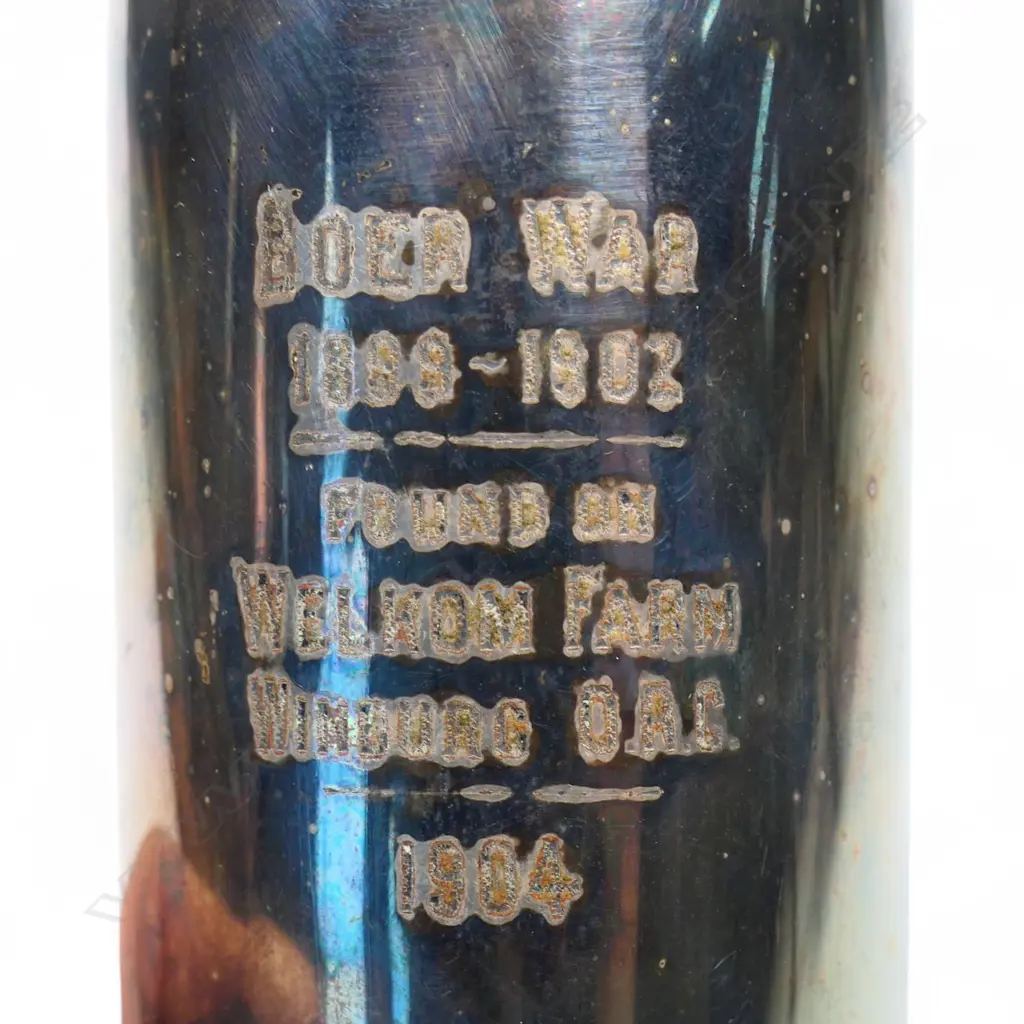 BOER WAR
1899~1902
FOUND ON
WELKOM FARM
WINBURG O.R.C.
1904